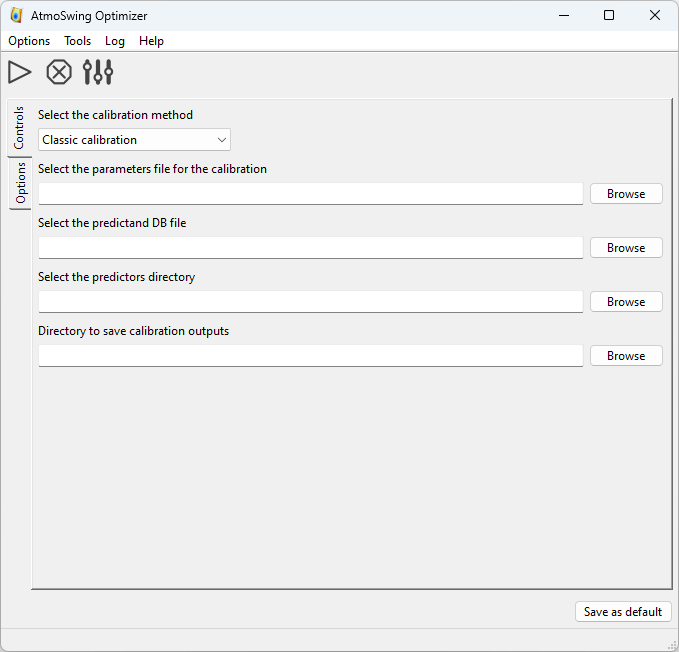 AtmoSwing Optimizer
Options Tools Log Help
Controls
Options
Select the calibration method
Classic calibration
Select the parameters file for the calibration
Browse
Select the predictand DB file
Browse
Select the predictors directory
Browse
Directory to save calibration outputs
Browse
Save as default